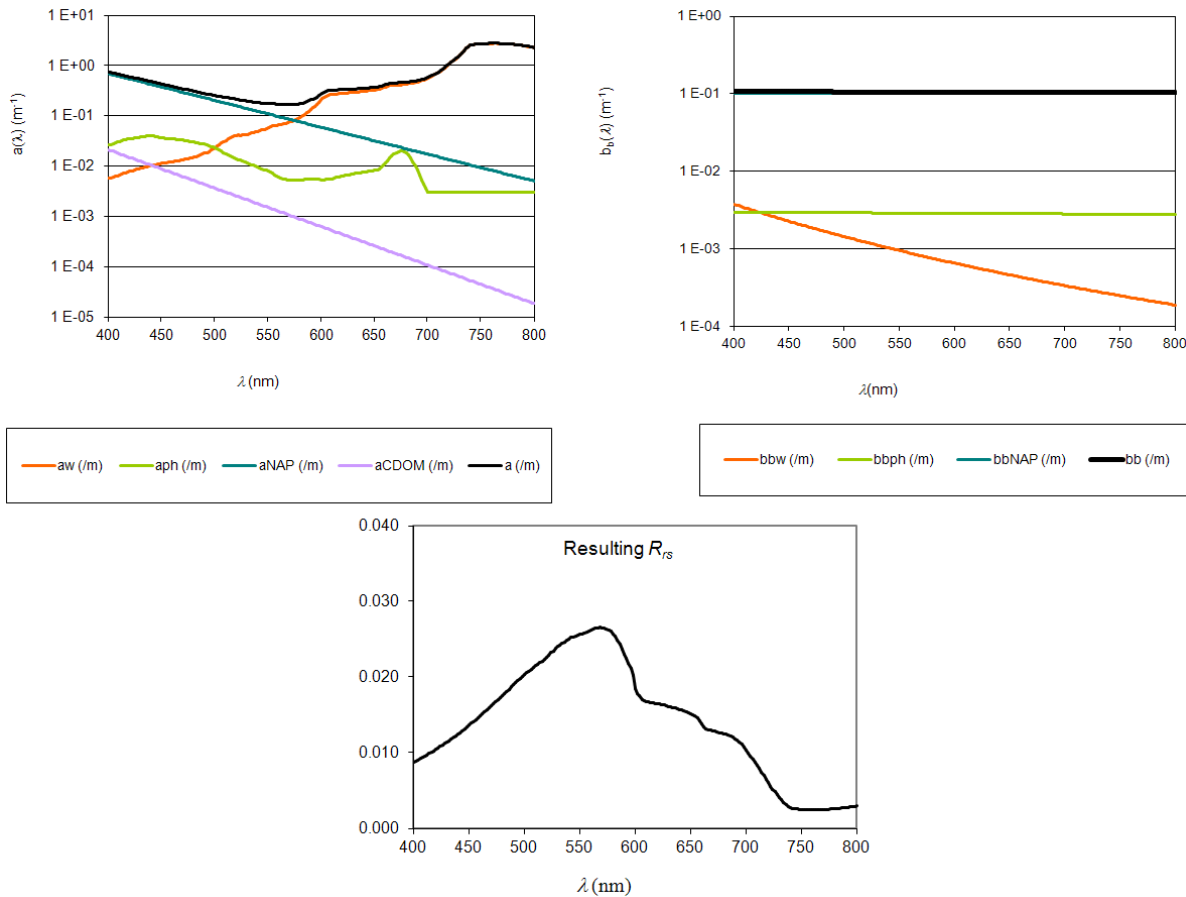 1 E+01
1 E+00
1 E-01
1 E-02
1 E-03
1 E-04
1 E-05
a(λ) (m⁻¹)
400 450 500 550 600 650 700 750 800
λ (nm)
1 E+00
1 E-01
1 E-02
1 E-03
1 E-04
b_b(λ) (m⁻¹)
400 450 500 550 600 650 700 750 800
λ(nm)
aw (/m) aph (/m) aNAP (/m) aCDOM (/m) a (/m)
bbw (/m) bbph (/m) bbNAP (/m) bb (/m)
Resulting R_rs
0.040
0.030
0.020
0.010
0.000
400 450 500 550 600 650 700 750 800
λ (nm)